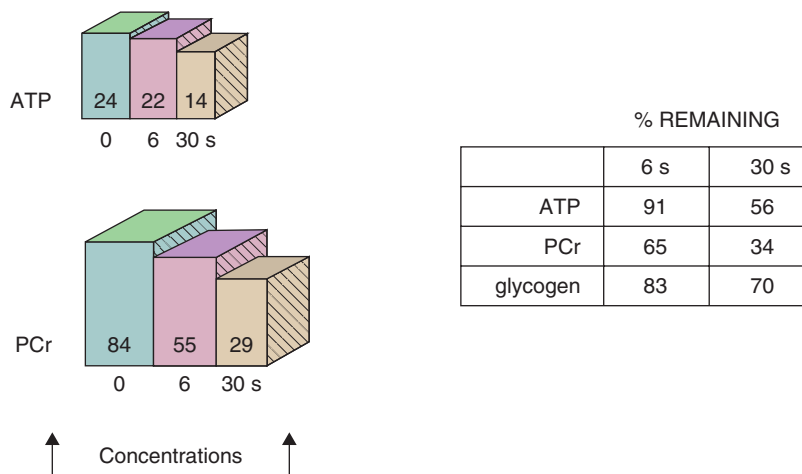 ATP
24 22 14
0 6 30 s
PCr
84 55 29
0 6 30 s
Concentrations
% REMAINING
6 s 30 s
ATP 91 56
PCr 65 34
glycogen 83 70